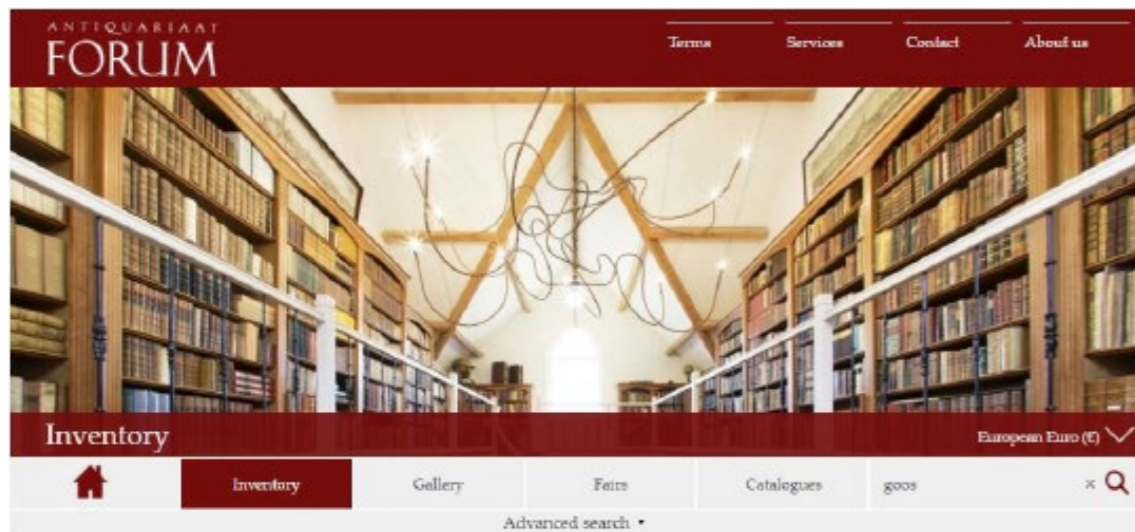 ANTIQUARIAAT
FORUM
Terms
Services
Contact
About us
Inventory
European Euro (€)
Inventory
Gallery
Fairs
Catalogues
goos
×
Advanced search